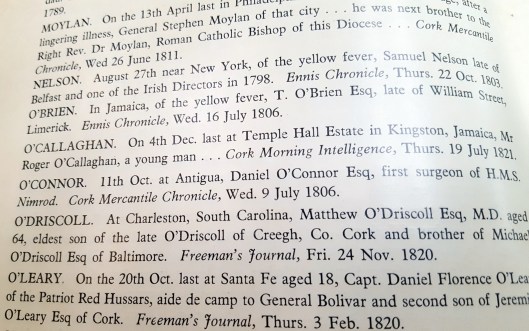 1789.
MOYLAN. On the 13th April last in Philadelp
lingering illness, General Stephen Moylan of that city . . . he was next brother to the
Right Rev. Dr Moylan, Roman Catholic Bishop of this Diocese . . . Cork Mercantile
Chronicle, Wed 26 June 1811.
NELSON. August 27th near New York, of the yellow fever, Samuel Nelson late of
Belfast and one of the Irish Directors in 1798. Ennis Chronicle, Thurs. 22 Oct. 1803.
O'BRIEN. In Jamaica, of the yellow fever, T. O'Brien Esq, late of William Street,
Limerick. Ennis Chronicle, Wed. 16 July 1806.
O'CALLAGHAN. On 4th Dec. last at Temple Hall Estate in Kingston, Jamaica, Mr
Roger O'Callaghan, a young man . . . Cork Morning Intelligence, Thurs. 19 July 1821.
O'CONNOR. 11th Oct. at Antigua, Daniel O'Connor Esq, first surgeon of H.M.S.
Nimrod. Cork Mercantile Chronicle, Wed. 9 July 1806.
O'DRISCOLL. At Charleston, South Carolina, Matthew O'Driscoll Esq, M.D. aged
64, eldest son of the late O'Driscoll of Creegh, Co. Cork and brother of Michae
O'Driscoll Esq of Baltimore. Freeman's Journal, Fri. 24 Nov. 1820.
O'LEARY. On the 20th Oct. last at Santa Fe aged 18, Capt. Daniel Florence O'Lea
of the Patriot Red Hussars, aide de camp to General Bolivar and second son of Jeremi
O'Leary Esq of Cork. Freeman's Journal, Thurs. 3 Feb. 1820.